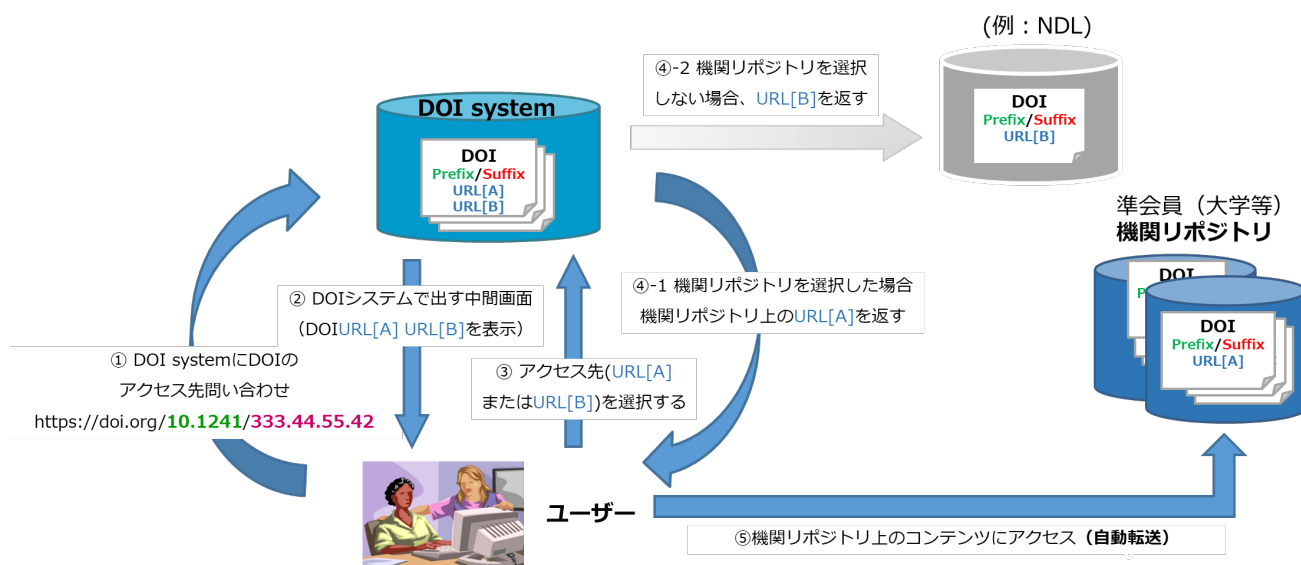 (例：NDL)
④-2 機関リポジトリを選択
しない場合、URL[B]を返す
DOI
Prefix/Suffix
URL[B]
DOI system
DOI
Prefix/Suffix
URL[A]
URL[B]
準会員（大学等）
機関リポジトリ
DOI
DOI
Prefix/Suffix
URL[A]
② DOIシステムで出す中間画面
（DOIURL[A] URL[B]を表示）
④-1 機関リポジトリを選択した場合
機関リポジトリ上のURL[A]を返す
① DOI systemにDOIの
アクセス先問い合わせ
https://doi.org/10.1241/333.44.55.42
③ アクセス先(URL[A]
またはURL[B])を選択する
ユーザー
⑤機関リポジトリ上のコンテンツにアクセス（自動転送）